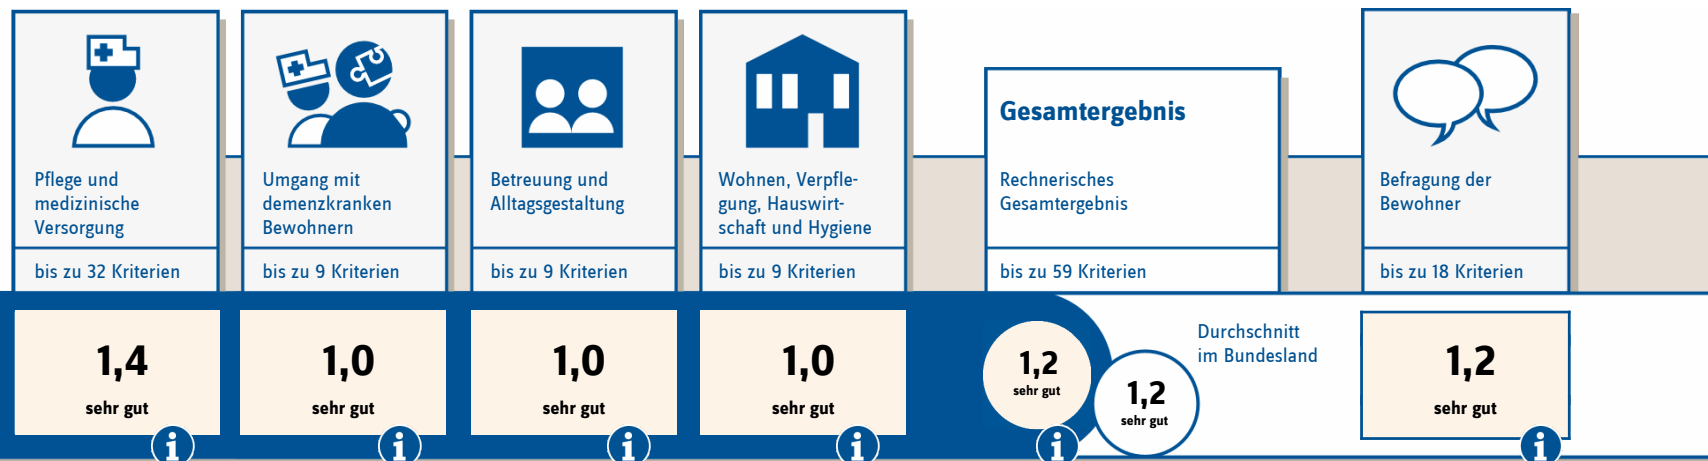 Pflege und
medizinische
Versorgung
bis zu 32 Kriterien
1,4
sehr gut
Umgang mit
demenzkranken
Bewohnern
bis zu 9 Kriterien
1,0
sehr gut
Betreuung und
Alltagsgestaltung
bis zu 9 Kriterien
1,0
sehr gut
Wohnen, Verpfle-
gung, Hauswirt-
schaft und Hygiene
bis zu 9 Kriterien
1,0
sehr gut
Gesamtergebnis
Rechnerisches
Gesamtergebnis
bis zu 59 Kriterien
1,2
sehr gut
Durchschnitt
im Bundesland
1,2
sehr gut
Befragung der
Bewohner
bis zu 18 Kriterien
1,2
sehr gut